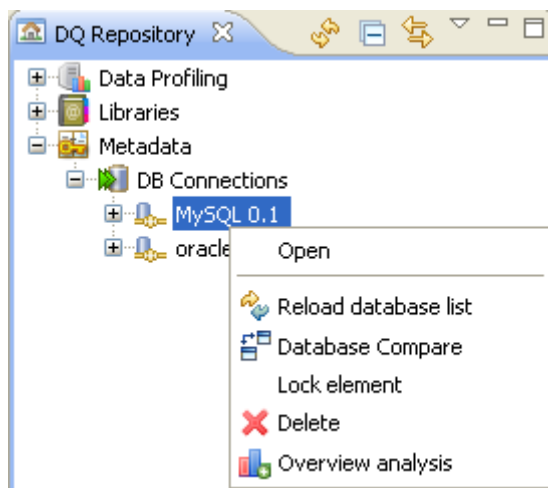 DQ Repository
Data Profiling
Libraries
Metadata
DB Connections
MySQL 0.1
oracle
Open
Reload database list
Database Compare
Lock element
Delete
Overview analysis